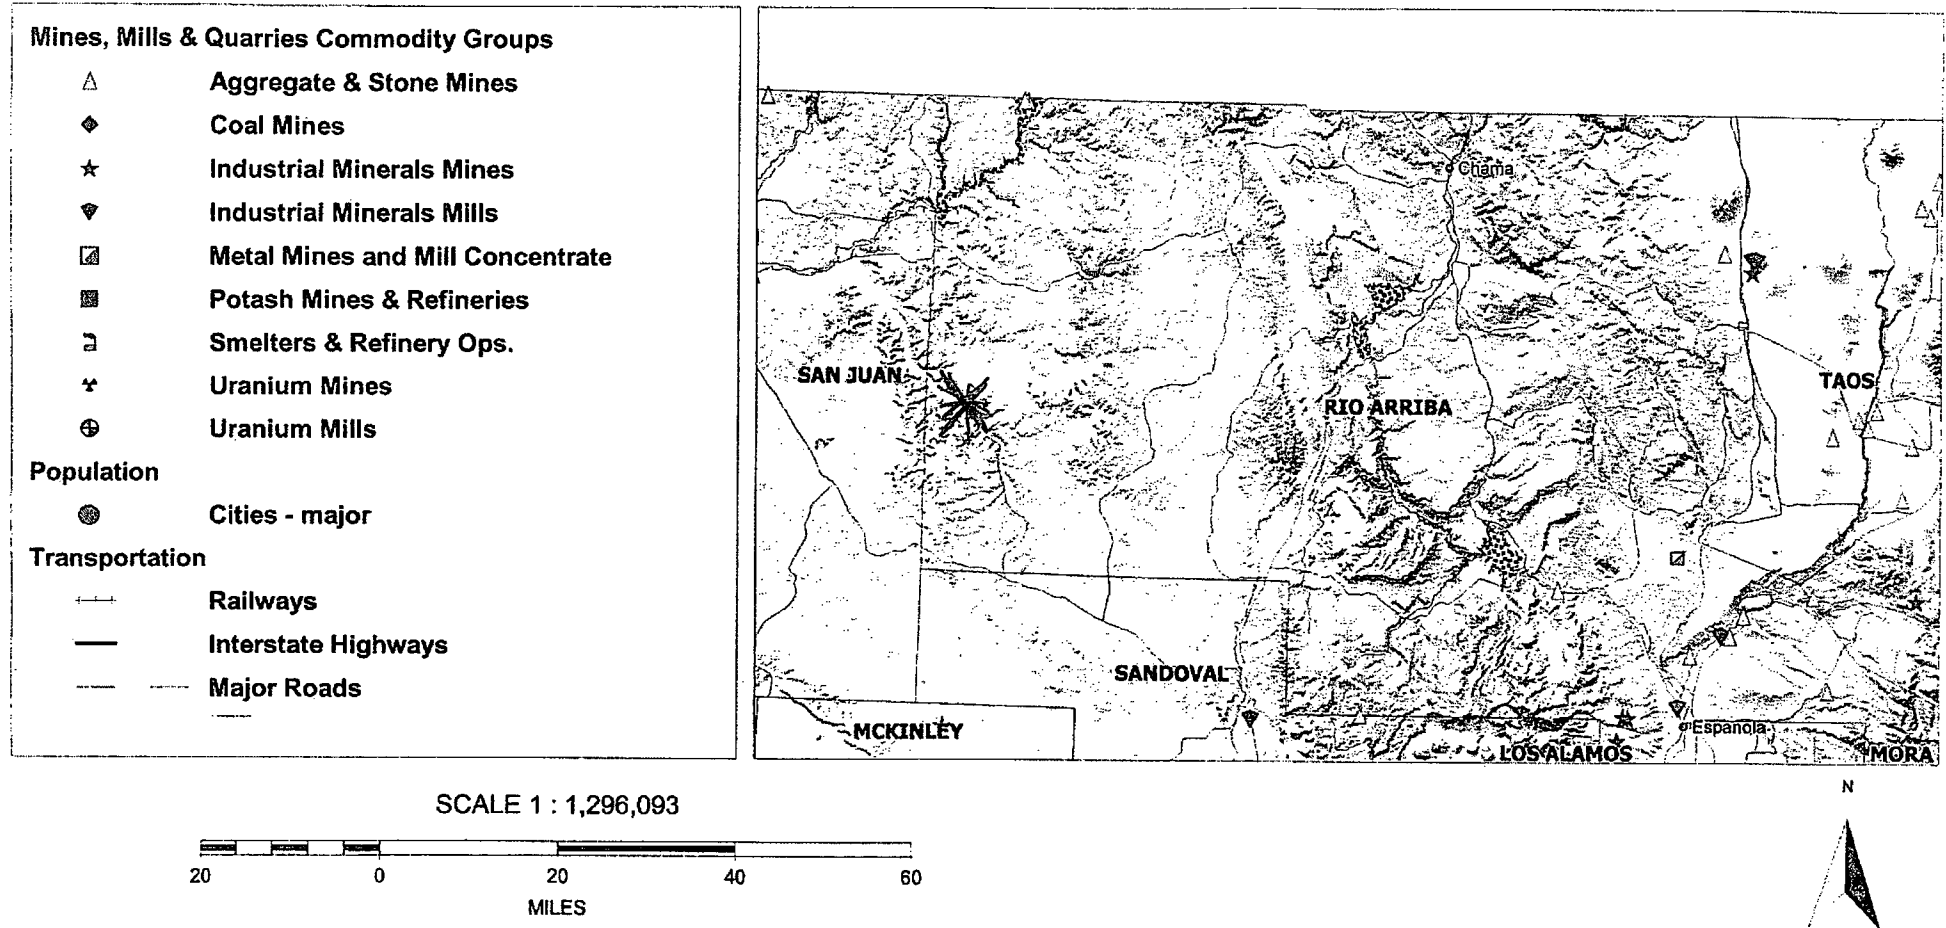 Mines, Mills & Quarries Commodity Groups
Aggregate & Stone Mines
Coal Mines
Industrial Minerals Mines
Industrial Minerals Mills
Metal Mines and Mill Concentrate
Potash Mines & Refineries
Smelters & Refinery Ops.
Uranium Mines
Uranium Mills
Population
Cities - major
Transportation
Railways
Interstate Highways
Major Roads
Chama
SAN JUAN
TAOS
RIO ARRIBA
SANDOVAL
MCKINLEY
Espanola
LOS ALAMOS
MORA
SCALE 1 : 1,296,093
20 0 20 40 60
MILES
N